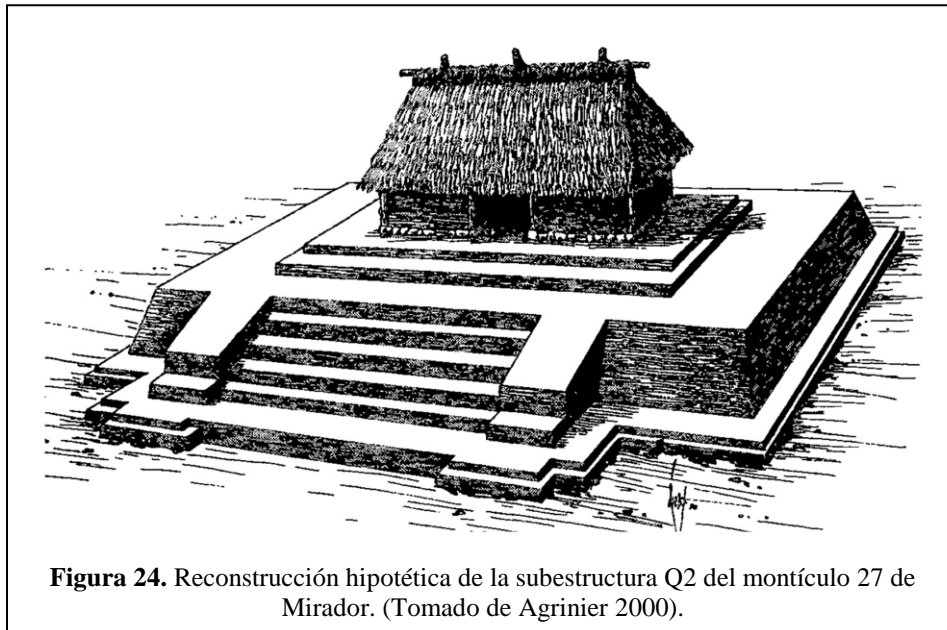 Figura 24. Reconstrucción hipotética de la subestructura Q2 del montículo 27 de
Mirador. (Tomado de Agrinier 2000).